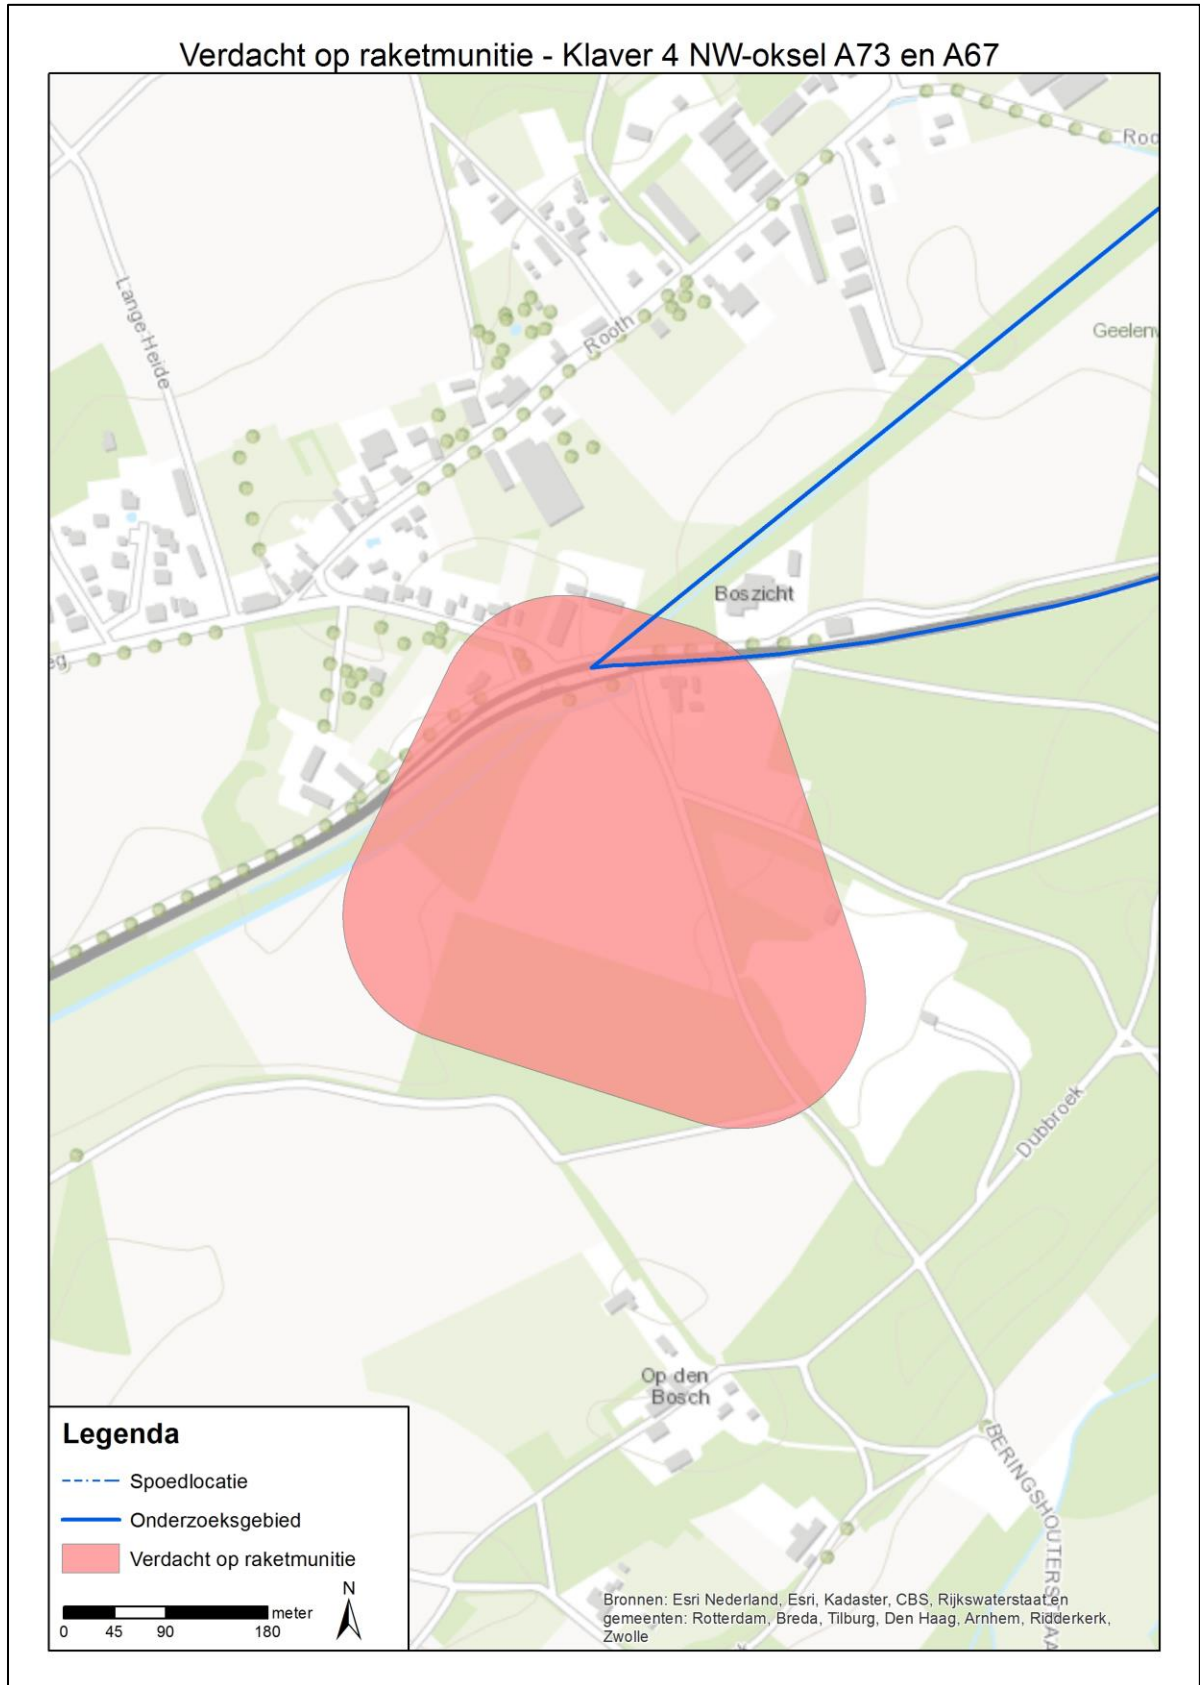 Verdacht op raketmunitie - Klaver 4 NW-oksel A73 en A67
Lange Heide
Rooth
Boszicht
Dubbroek
Op den
Bosch
Legenda
Spoedlocatie
Onderzoeksgebied
Verdacht op raketmunitie
N
meter
0 45 90 180
Bronnen: Esri Nederland, Esri, Kadaster, CBS, Rijkswaterstaat en
gemeenten: Rotterdam, Breda, Tilburg, Den Haag, Arnhem, Ridderkerk,
Zwolle